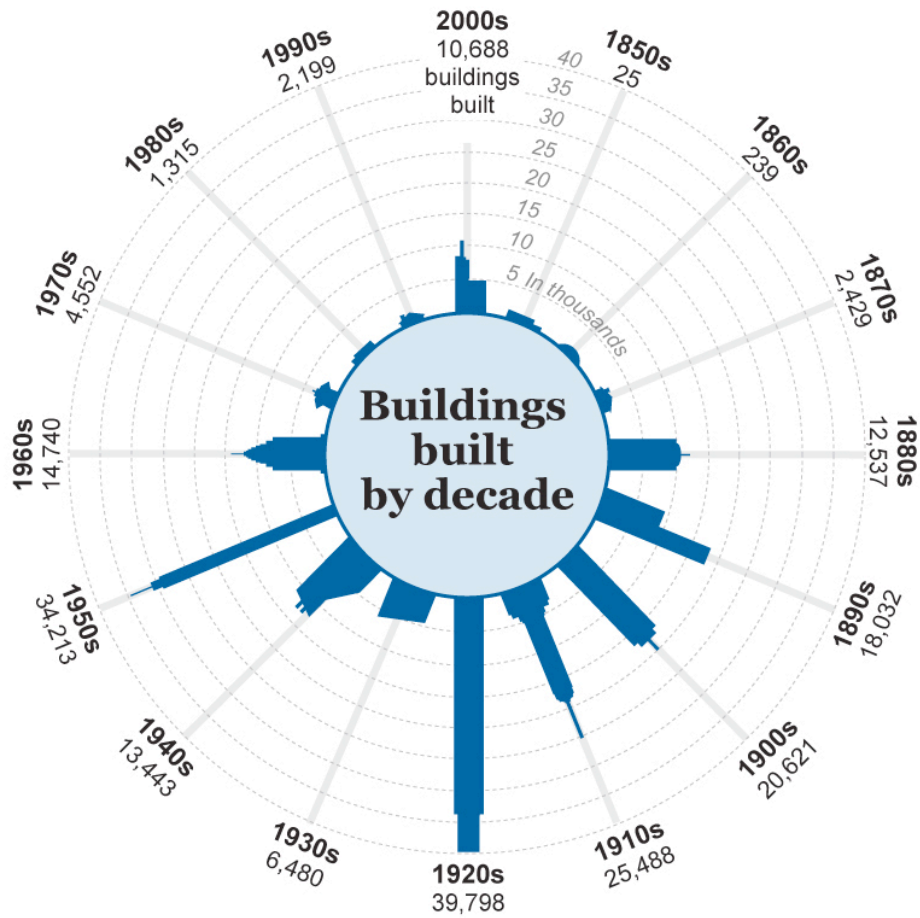 2000s
10,688
buildings
built
1850s
25
1860s
239
1870s
2,429
1880s
12,537
1890s
18,032
1900s
20,621
1910s
25,488
1920s
39,798
1930s
6,480
1940s
13,443
1950s
34,213
1960s
14,740
1970s
4,552
1980s
1,315
1990s
2,199
40
35
30
25
20
15
10
5 In thousands
Buildings
built
by decade